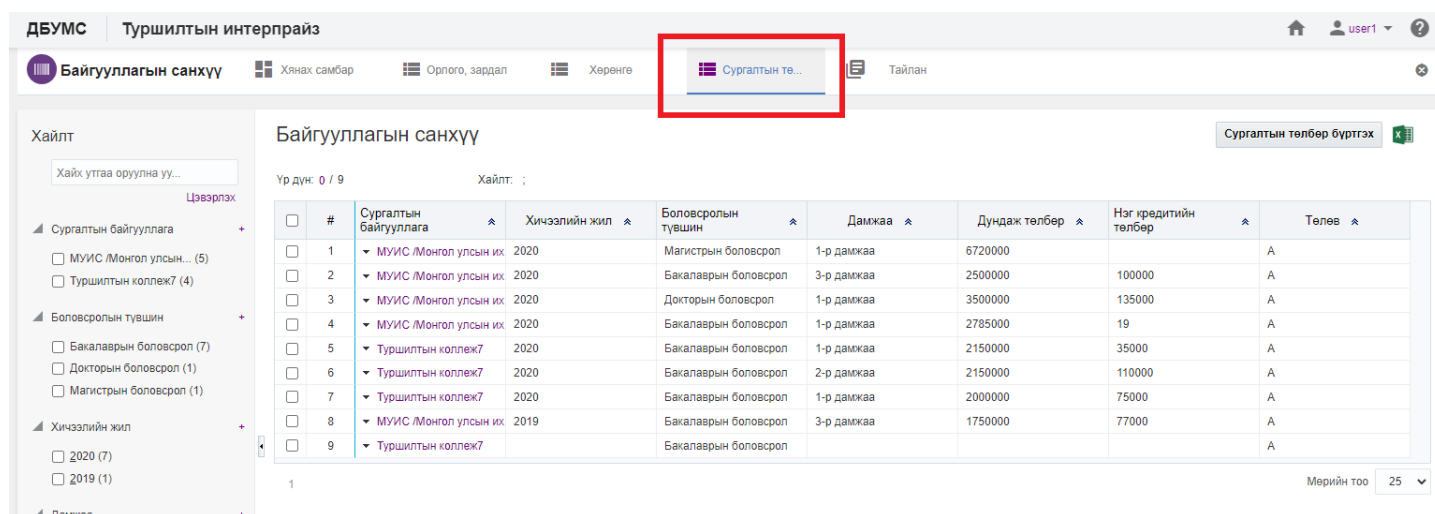 ДБУМС Туршилтын интерпрайз user1
Байгууллагын санхүү Хянах самбар Орлого, зардал Хөрөнгө Сургалтын тө... Тайлан
Хайлт
Хайх утгаа оруулна уу...
Цэвэрлэх
Сургалтын байгууллага +
МУИС /Монгол улсын... (5)
Туршилтын коллеж7 (4)
Боловсролын түвшин +
Бакалаврын боловсрол (7)
Докторын боловсрол (1)
Магистрын боловсрол (1)
Хичээлийн жил +
2020 (7)
2019 (1)
Байгууллагын санхүү Сургалтын төлбөр бүртгэх
Үр дүн: 0 / 9 Хайлт: ;
# Сургалтын байгууллага Хичээлийн жил Боловсролын түвшин Дамжаа Дундаж төлбөр Нэг кредитийн төлбөр Төлөв
1 МУИС /Монгол улсын их 2020 Магистрын боловсрол 1-р дамжаа 6720000 А
2 МУИС /Монгол улсын их 2020 Бакалаврын боловсрол 3-р дамжаа 2500000 100000 А
3 МУИС /Монгол улсын их 2020 Докторын боловсрол 1-р дамжаа 3500000 135000 А
4 МУИС /Монгол улсын их 2020 Бакалаврын боловсрол 1-р дамжаа 2785000 19 А
5 Туршилтын коллеж7 2020 Бакалаврын боловсрол 1-р дамжаа 2150000 35000 А
6 Туршилтын коллеж7 2020 Бакалаврын боловсрол 2-р дамжаа 2150000 110000 А
7 Туршилтын коллеж7 2020 Бакалаврын боловсрол 1-р дамжаа 2000000 75000 А
8 МУИС /Монгол улсын их 2019 Бакалаврын боловсрол 3-р дамжаа 1750000 77000 А
9 Туршилтын коллеж7 Бакалаврын боловсрол А
1 Мөрийн тоо 25